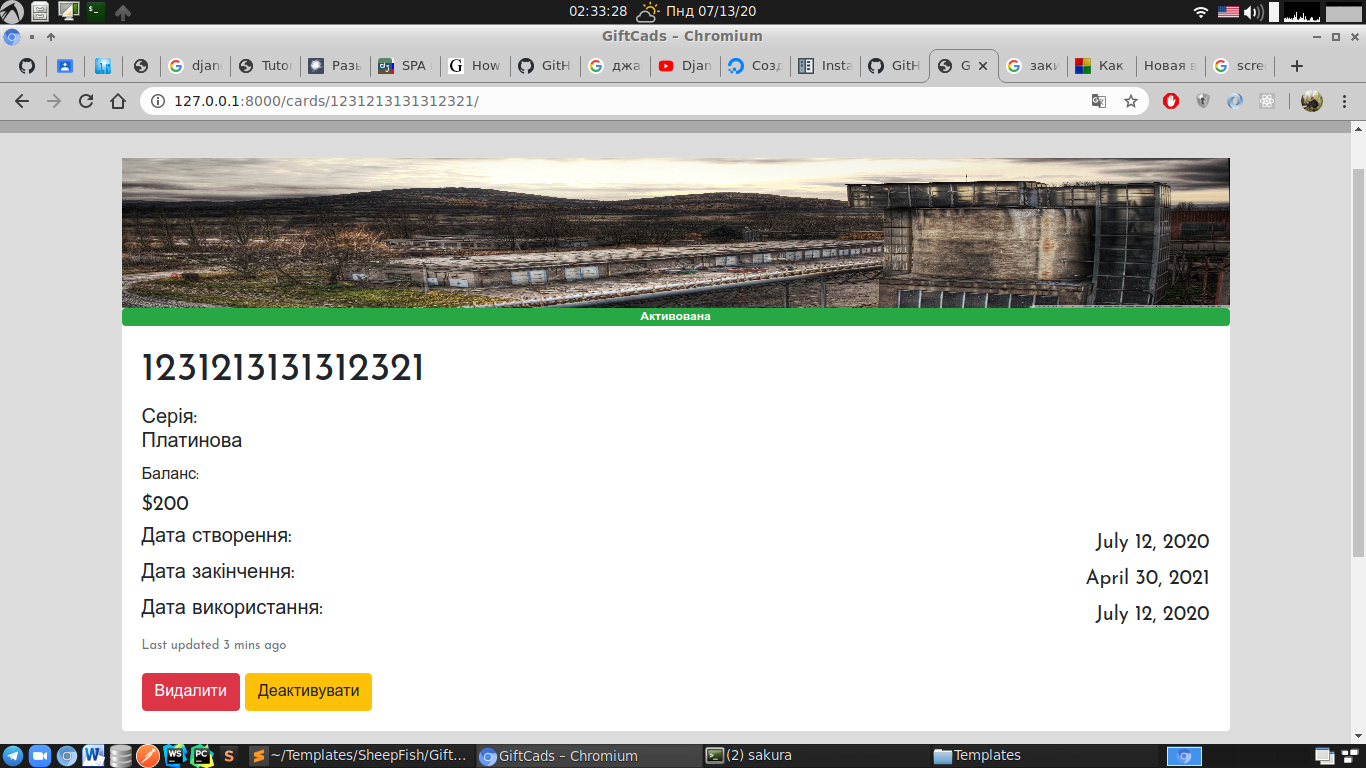 02:33:28 Пнд 07/13/20
GiftCads – Chromium
djan Tutor Разы SPA How GitH джа Djan Созд Insta GitH G заки Как Новая в scree
127.0.0.1:8000/cards/1231213131312321/
Активована
1231213131312321
Серія:
Платинова
Баланс:
$200
Дата створення: July 12, 2020
Дата закінчення: April 30, 2021
Дата використання: July 12, 2020
Last updated 3 mins ago
Видалити Деактивувати
~/Templates/SheepFish/Gift... GiftCads – Chromium (2) sakura Templates